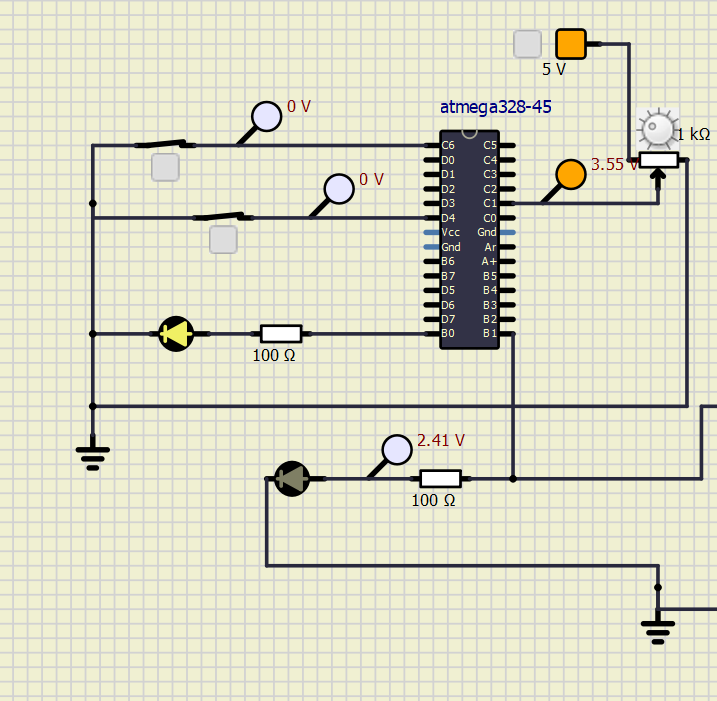 5 V
atmega328-45
0 V
1 kΩ
3.55 V
0 V
C6 C5
D0 C4
D1 C3
D2 C2
D3 C1
D4 C0
Vcc Gnd
Gnd Ar
B6 A+
B7 B5
D5 B4
D6 B3
D7 B2
B0 B1
100 Ω
2.41 V
100 Ω